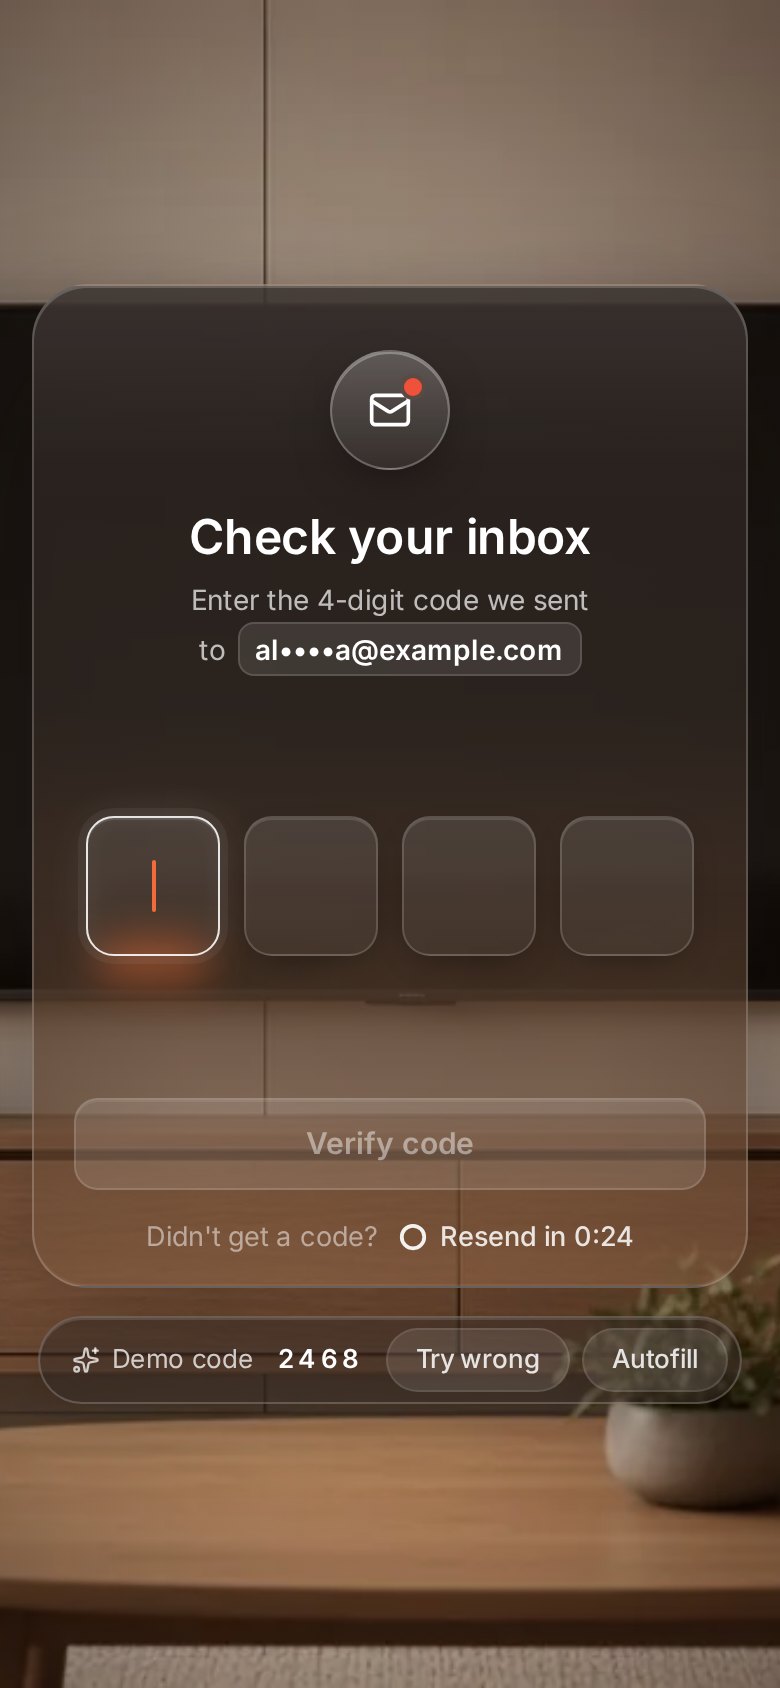 Check your inbox
Enter the 4-digit code we sent
to al••••a@example.com
Verify code
Didn't get a code? Resend in 0:24
Demo code 2468 Try wrong Autofill